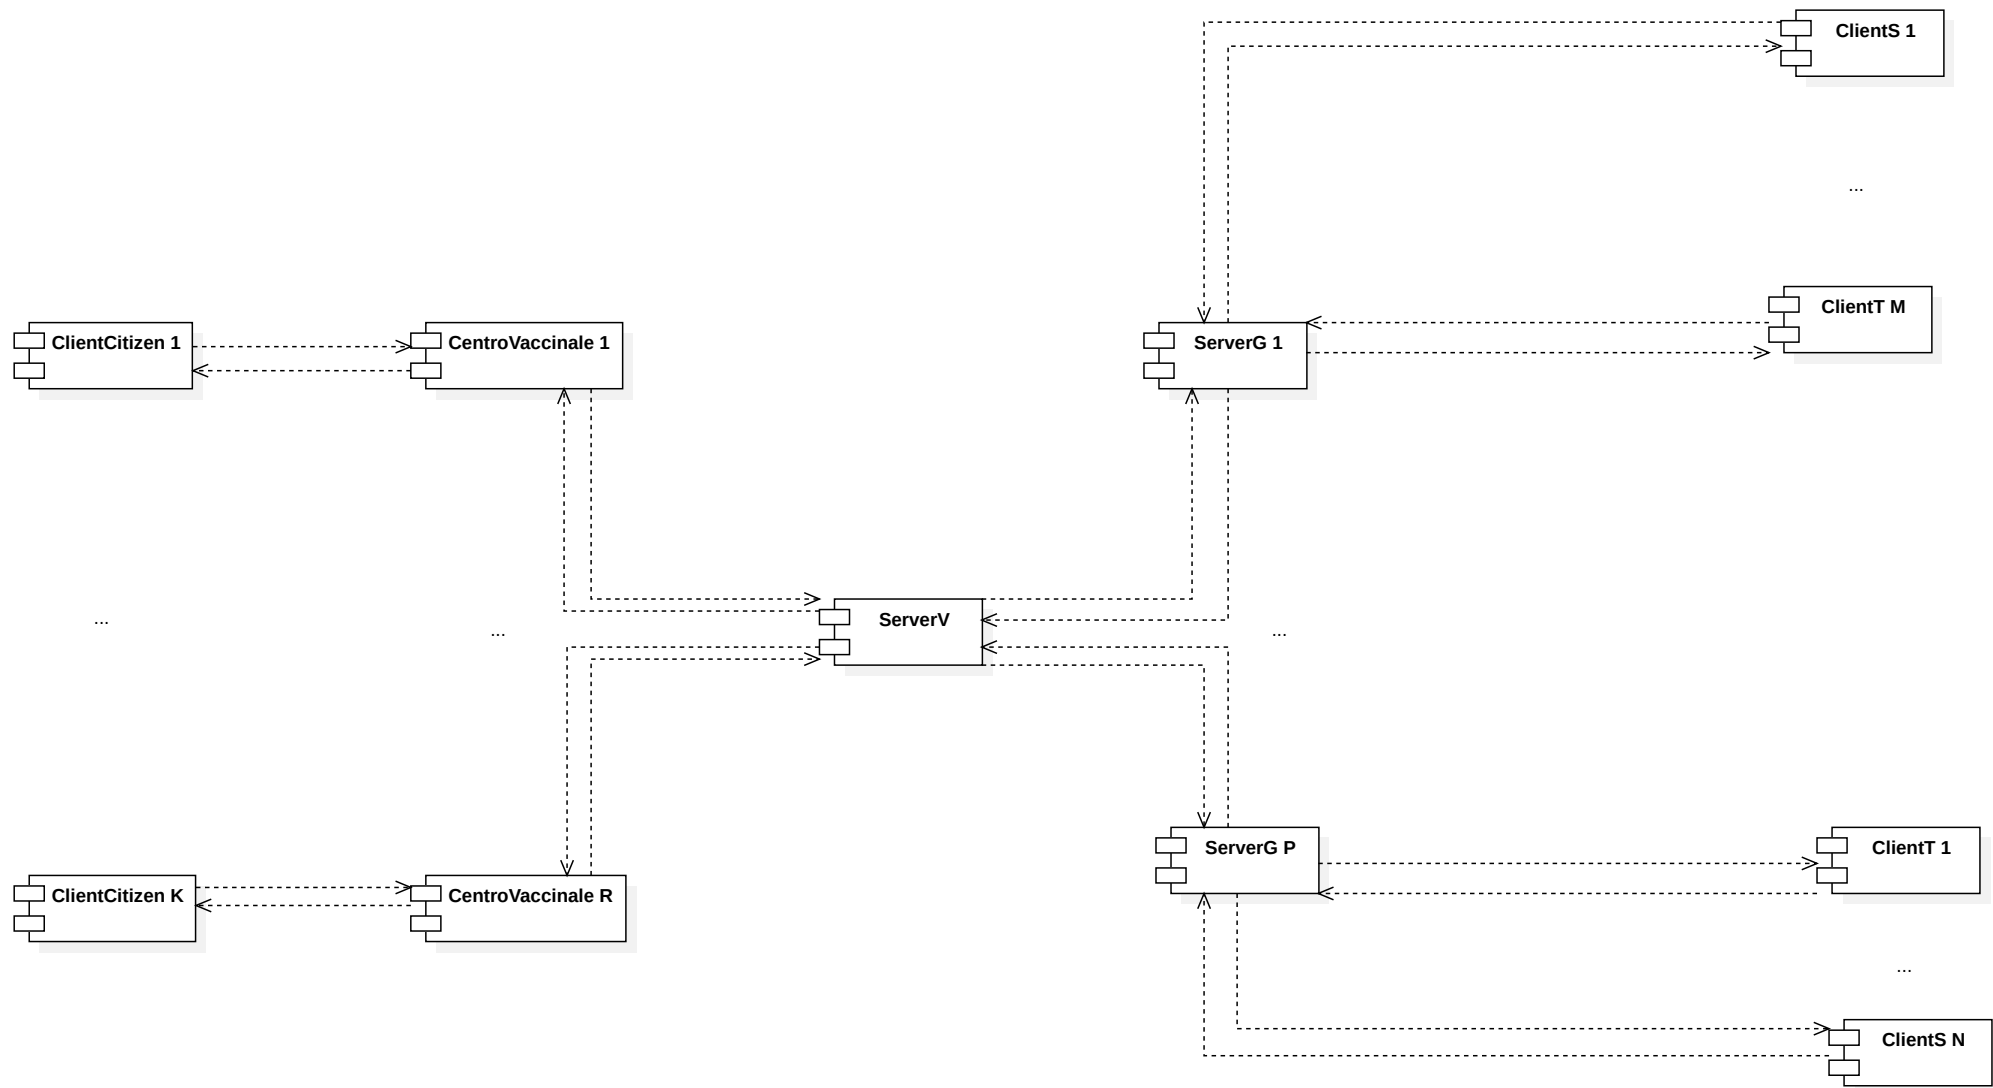 ClientS 1
...
ClientT M
ClientCitizen 1
CentroVaccinale 1
ServerG 1
...
...
ServerV
...
ServerG P
ClientT 1
ClientCitizen K
CentroVaccinale R
...
ClientS N